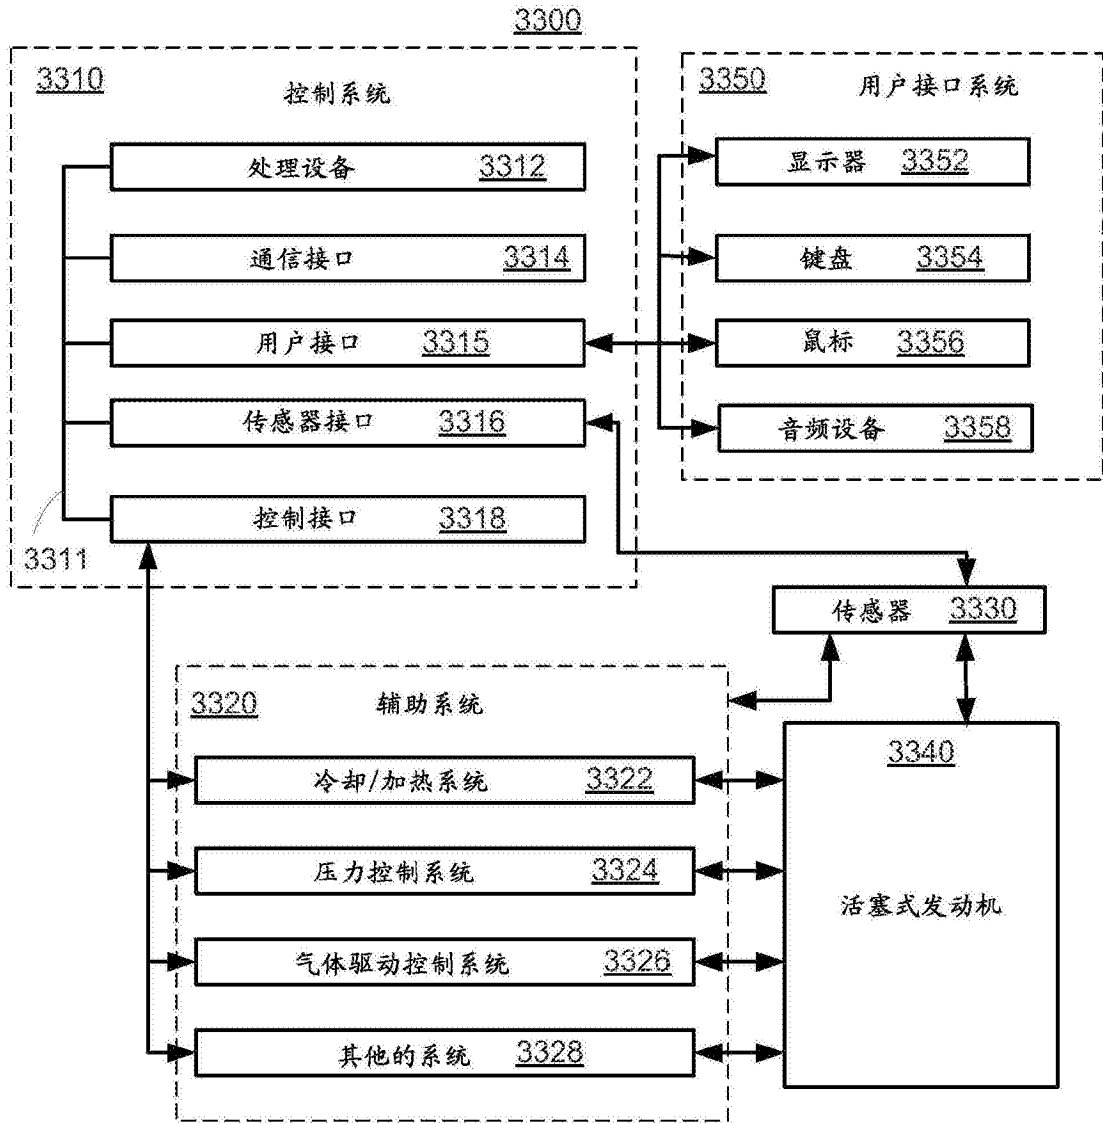 3300
3310
控制系统
处理设备 3312
通信接口 3314
用户接口 3315
传感器接口 3316
控制接口 3318
3311
3350 用户接口系统
显示器 3352
键盘 3354
鼠标 3356
音频设备 3358
传感器 3330
3320 辅助系统
冷却/加热系统 3322
压力控制系统 3324
气体驱动控制系统 3326
其他的系统 3328
3340
活塞式发动机